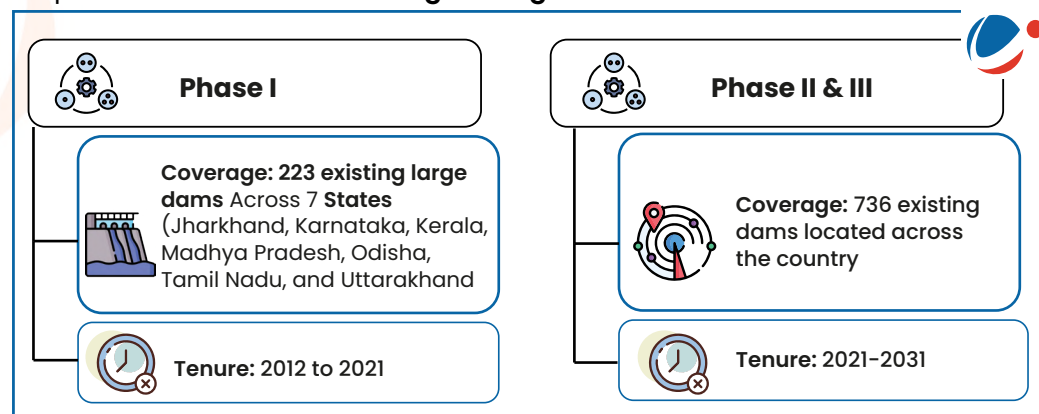 Phase I
Coverage: 223 existing large
dams Across 7 States
(Jharkhand, Karnataka, Kerala,
Madhya Pradesh, Odisha,
Tamil Nadu, and Uttarakhand
Tenure: 2012 to 2021
Phase II & III
Coverage: 736 existing
dams located across
the country
Tenure: 2021-2031